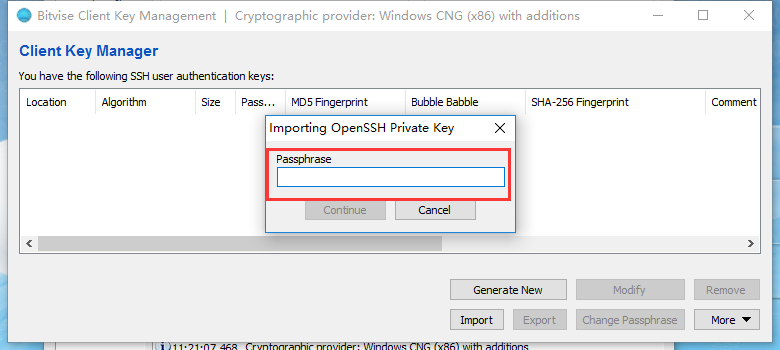 Bitvise Client Key Management | Cryptographic provider: Windows CNG (x86) with additions
Client Key Manager
You have the following SSH user authentication keys:
Location Algorithm Size Pass... MD5 Fingerprint Bubble Babble SHA-256 Fingerprint Comment
Importing OpenSSH Private Key
Passphrase
Continue Cancel
Generate New Modify Remove
Import Export Change Passphrase More
11:21:07.468 Cryptographic provider: Windows CNG (x86) with additions